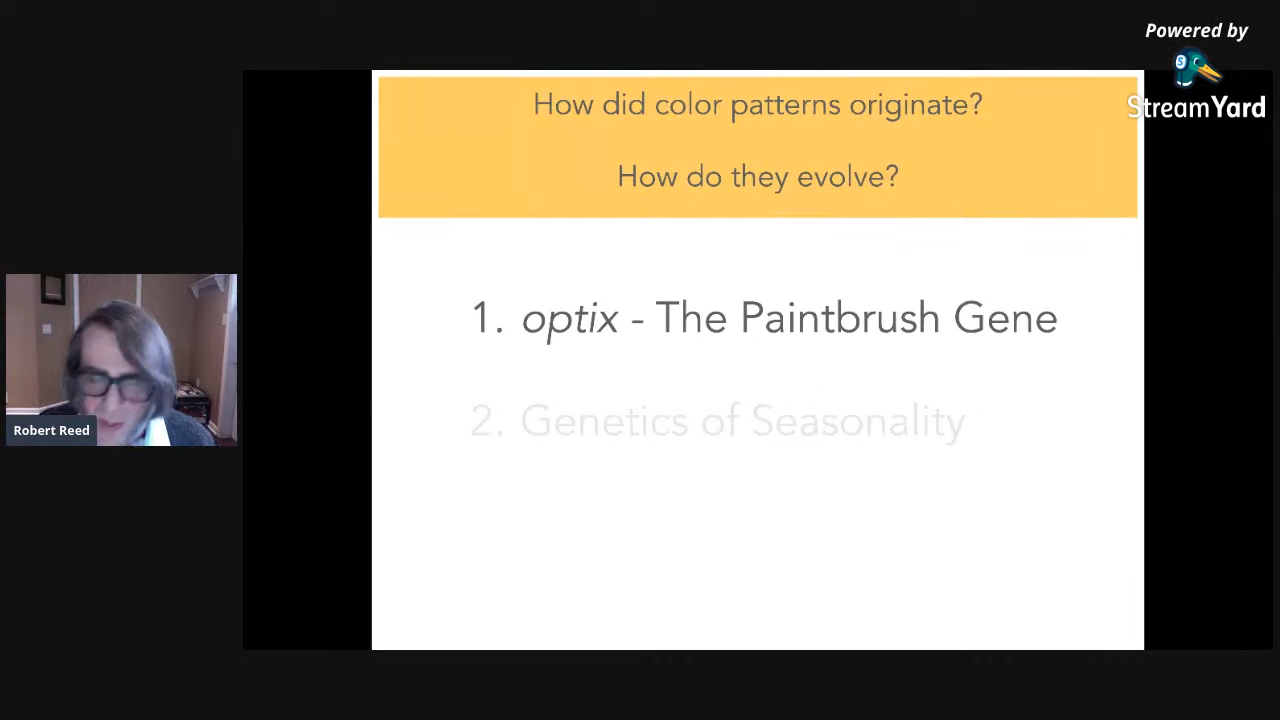 Powered by
StreamYard
How did color patterns originate?
How do they evolve?
1. optix - The Paintbrush Gene
2. Genetics of Seasonality
Robert Reed